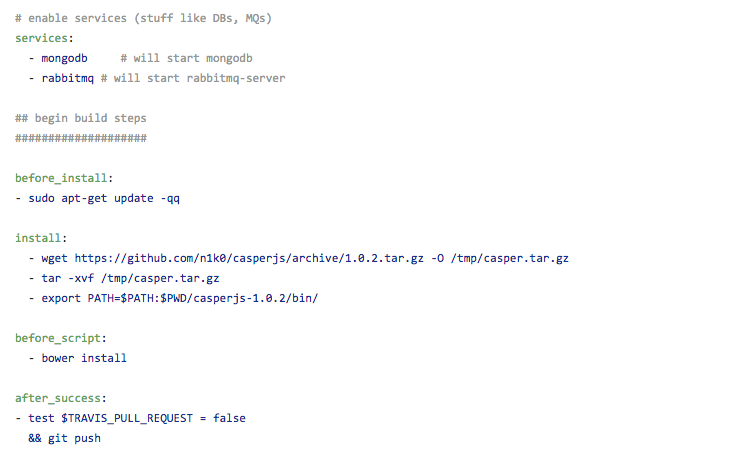 # enable services (stuff like DBs, MQs)
services:
  - mongodb     # will start mongodb
  - rabbitmq # will start rabbitmq-server

## begin build steps
####################

before_install:
- sudo apt-get update -qq

install:
  - wget https://github.com/n1k0/casperjs/archive/1.0.2.tar.gz -O /tmp/casper.tar.gz
  - tar -xvf /tmp/casper.tar.gz
  - export PATH=$PATH:$PWD/casperjs-1.0.2/bin/

before_script:
  - bower install

after_success:
- test $TRAVIS_PULL_REQUEST = false
  && git push